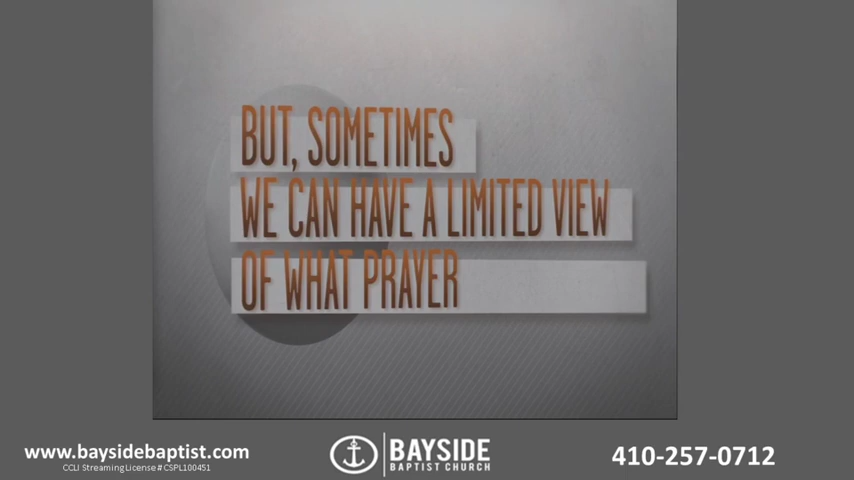 BUT, SOMETIMES
WE CAN HAVE A LIMITED VIEW
OF WHAT PRAYER
www.baysidebaptist.com
CCLI Streaming License # CSPL100451
BAYSIDE
BAPTIST CHURCH
410-257-0712